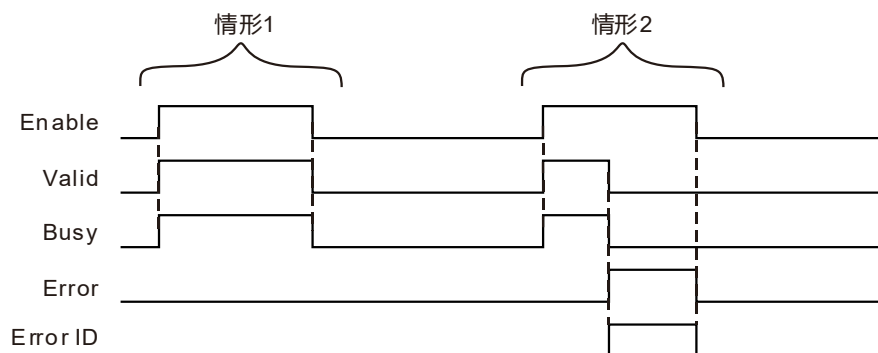 情形1 情形2
Enable
Valid
Busy
Error
Error ID